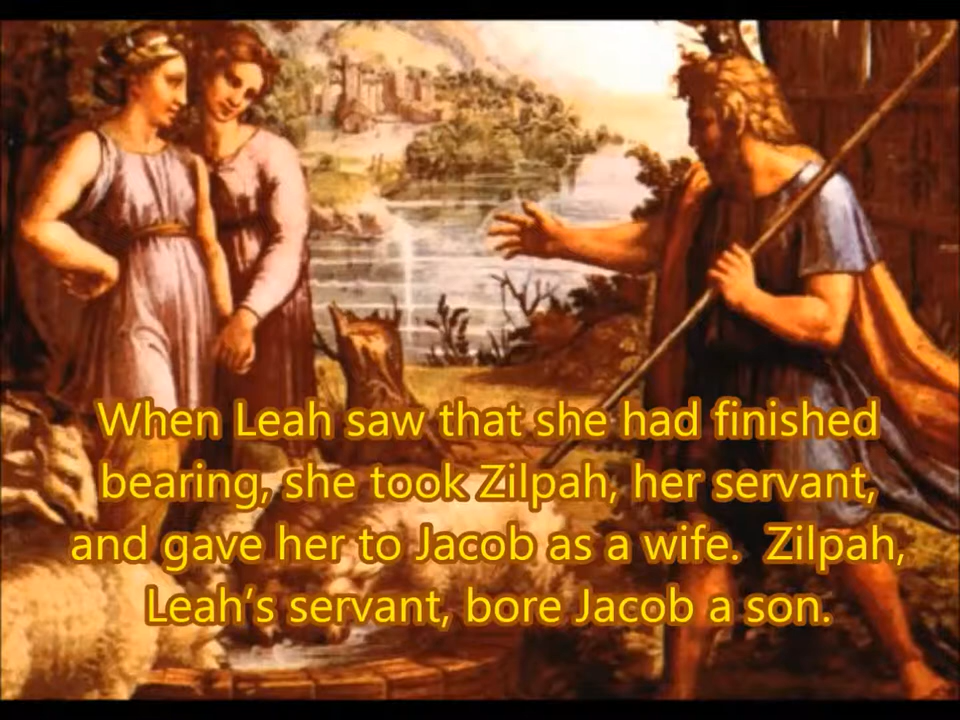 When Leah saw that she had finished
bearing, she took Zilpah, her servant,
and gave her to Jacob as a wife.  Zilpah,
Leah’s servant, bore Jacob a son.